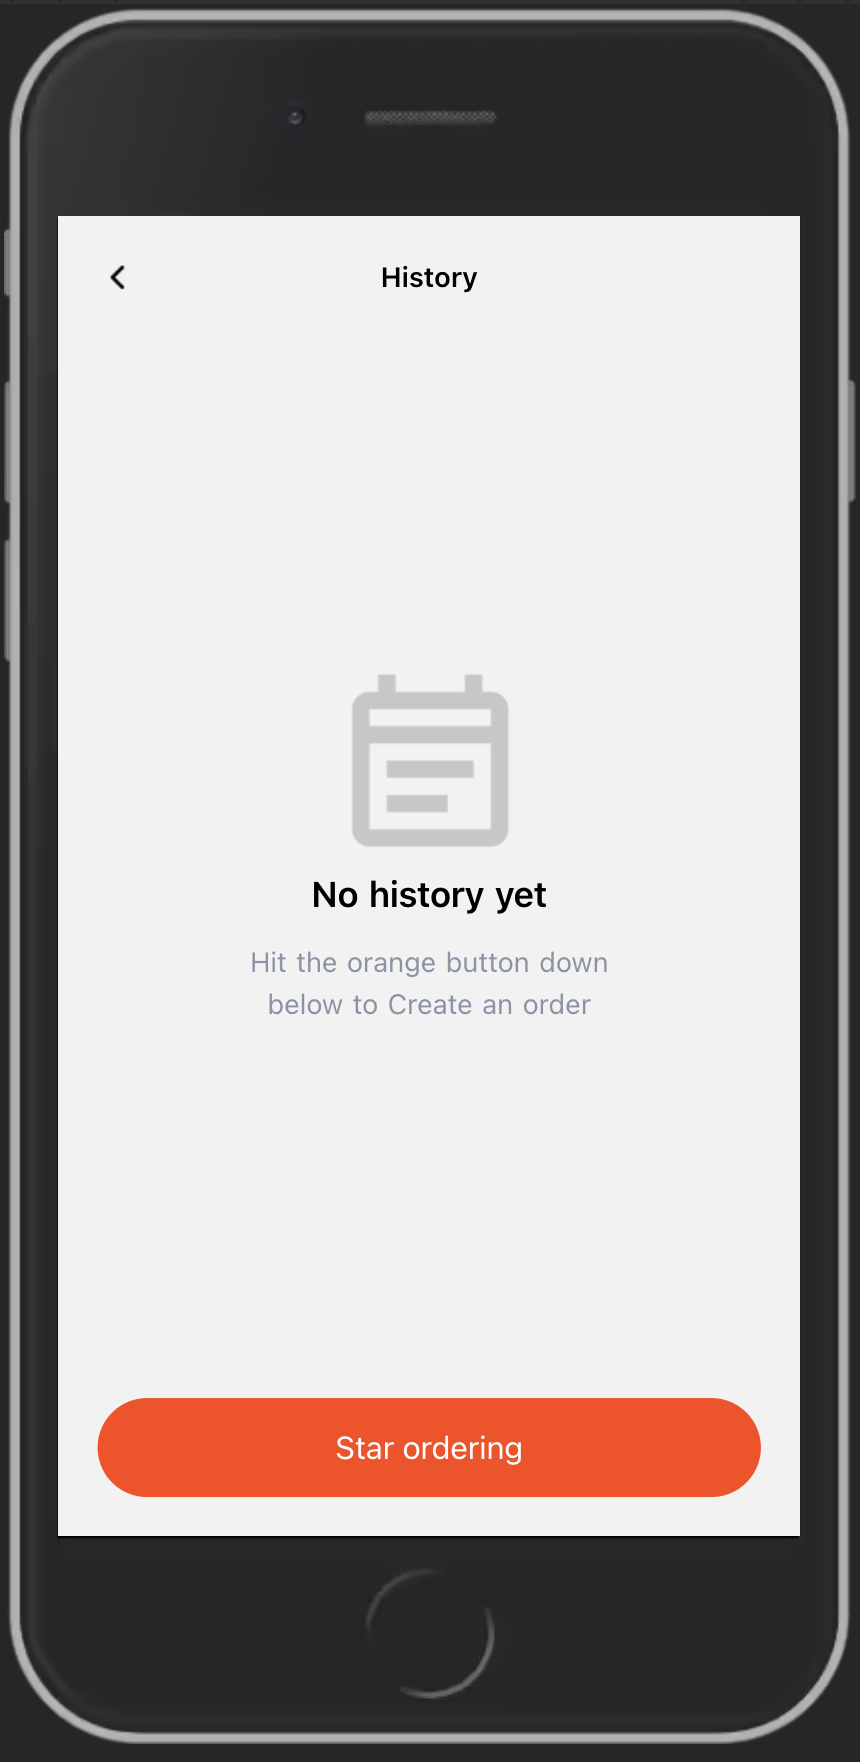 History
No history yet
Hit the orange button down
below to Create an order
Star ordering